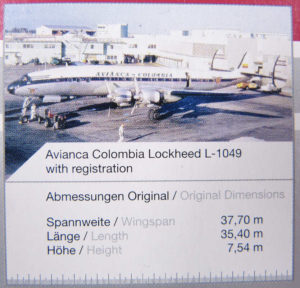 AVIANCA COLOMBIA
Avianca Colombia Lockheed L-1049
with registration
Abmessungen Original / Original Dimensions
Spannweite / Wingspan 37,70 m
Länge / Length 35,40 m
Höhe / Height 7,54 m